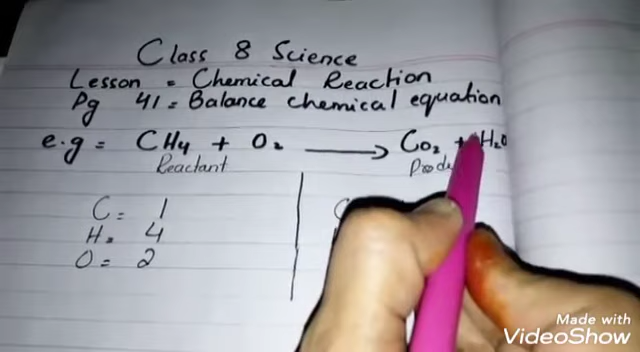 Class 8 Science
Lesson = Chemical Reaction
Pg 41 = Balance chemical equation
e.g = CH4 + O2 ⟶ Co2 + H2O
Reactant
C = 1
H = 4
O = 2
Made with
VideoShow